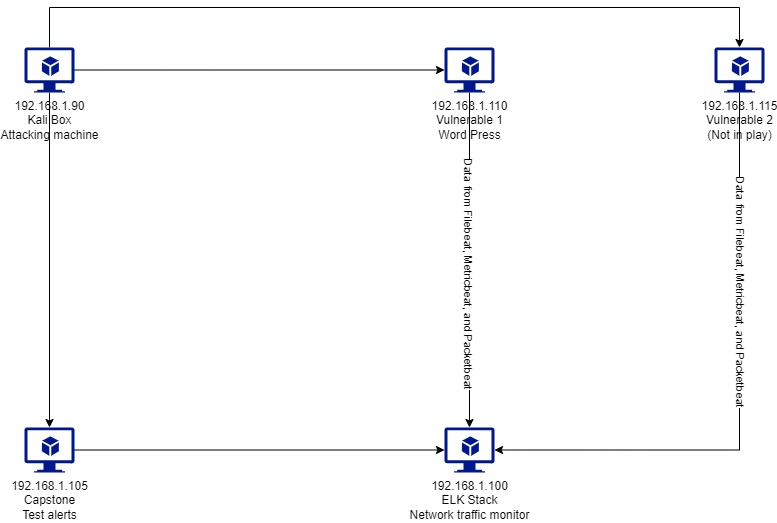 192.168.1.90
Kali Box
Attacking machine
192.168.1.110
Vulnerable 1
Word Press
192.168.1.115
Vulnerable 2
(Not in play)
Data from Filebeat, Metricbeat, and Packetbeat
Data from Filebeat, Metricbeat, and Packetbeat
192.168.1.105
Capstone
Test alerts
192.168.1.100
ELK Stack
Network traffic monitor